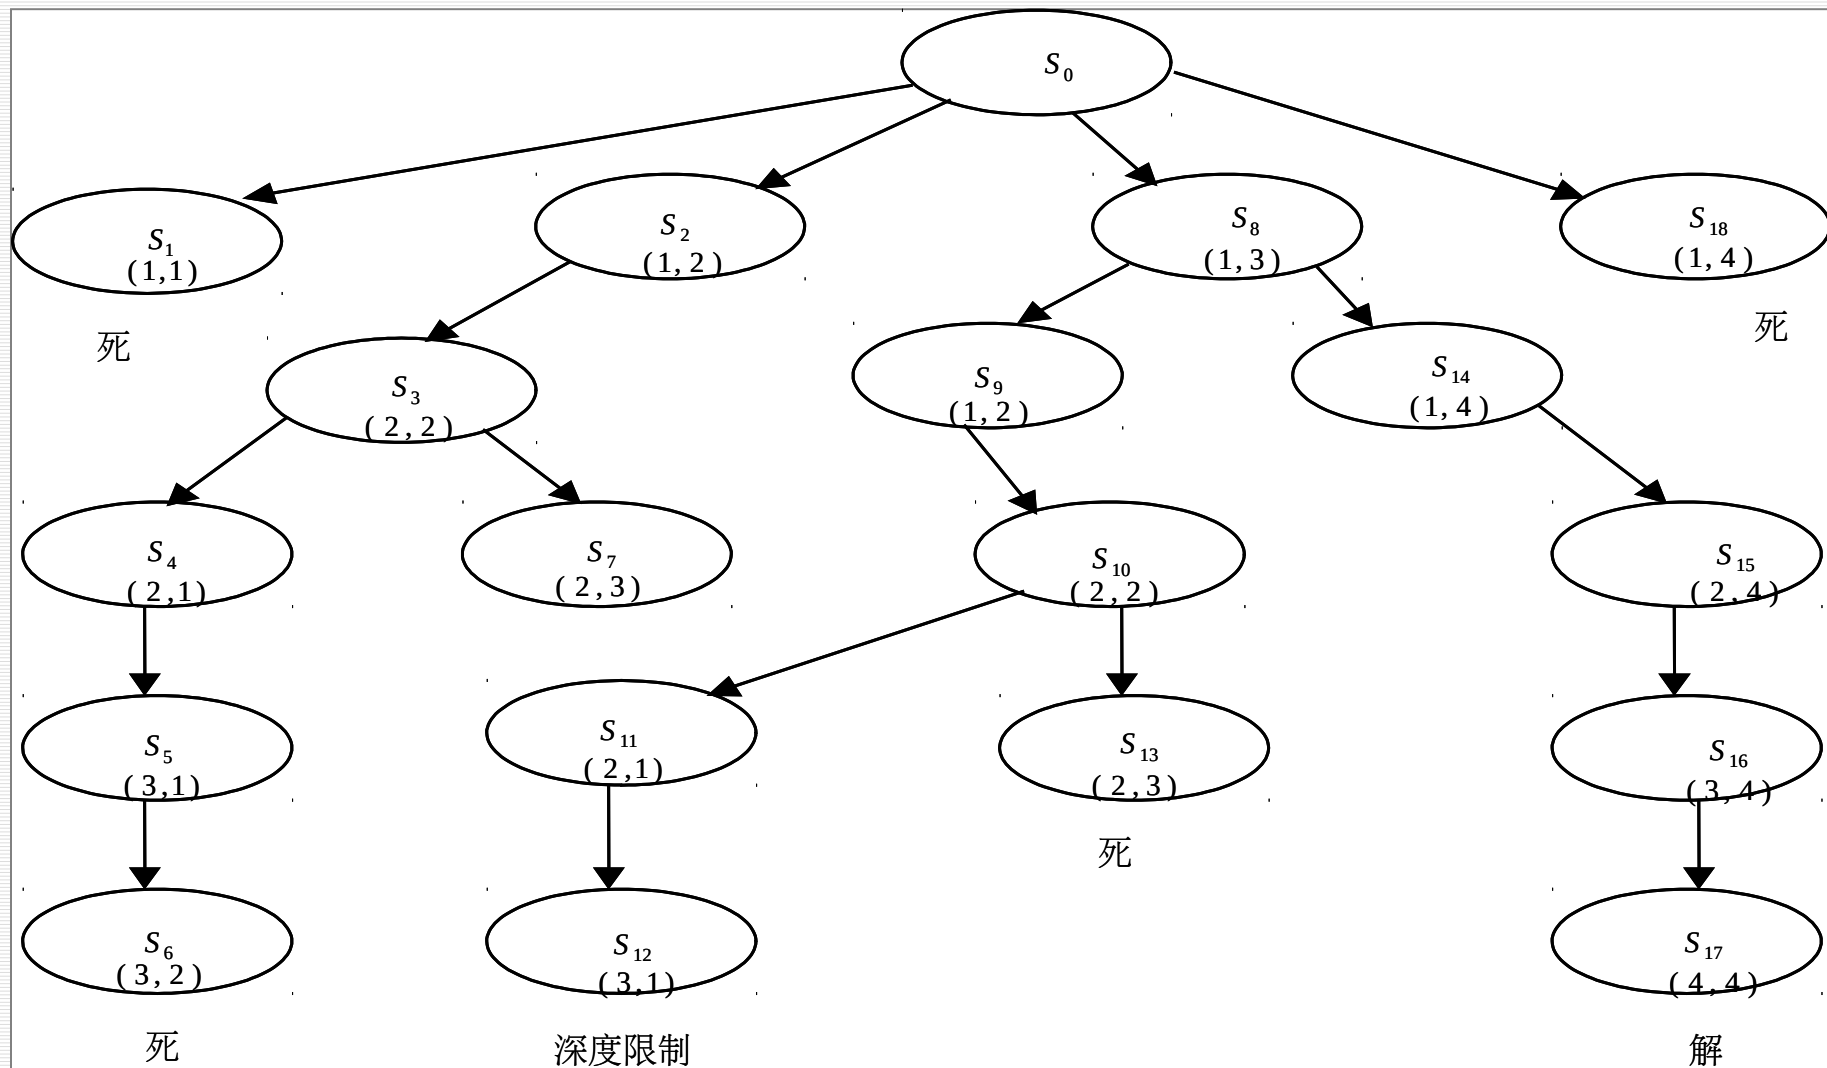 S0
S1
(1,1)
死
S2
(1,2)
S8
(1,3)
S18
(1,4)
死
S3
(2,2)
S9
(1,2)
S14
(1,4)
S4
(2,1)
S7
(2,3)
S10
(2,2)
S15
(2,4)
S5
(3,1)
S11
(2,1)
S13
(2,3)
死
S16
(3,4)
S6
(3,2)
死
S12
(3,1)
深度限制
S17
(4,4)
解